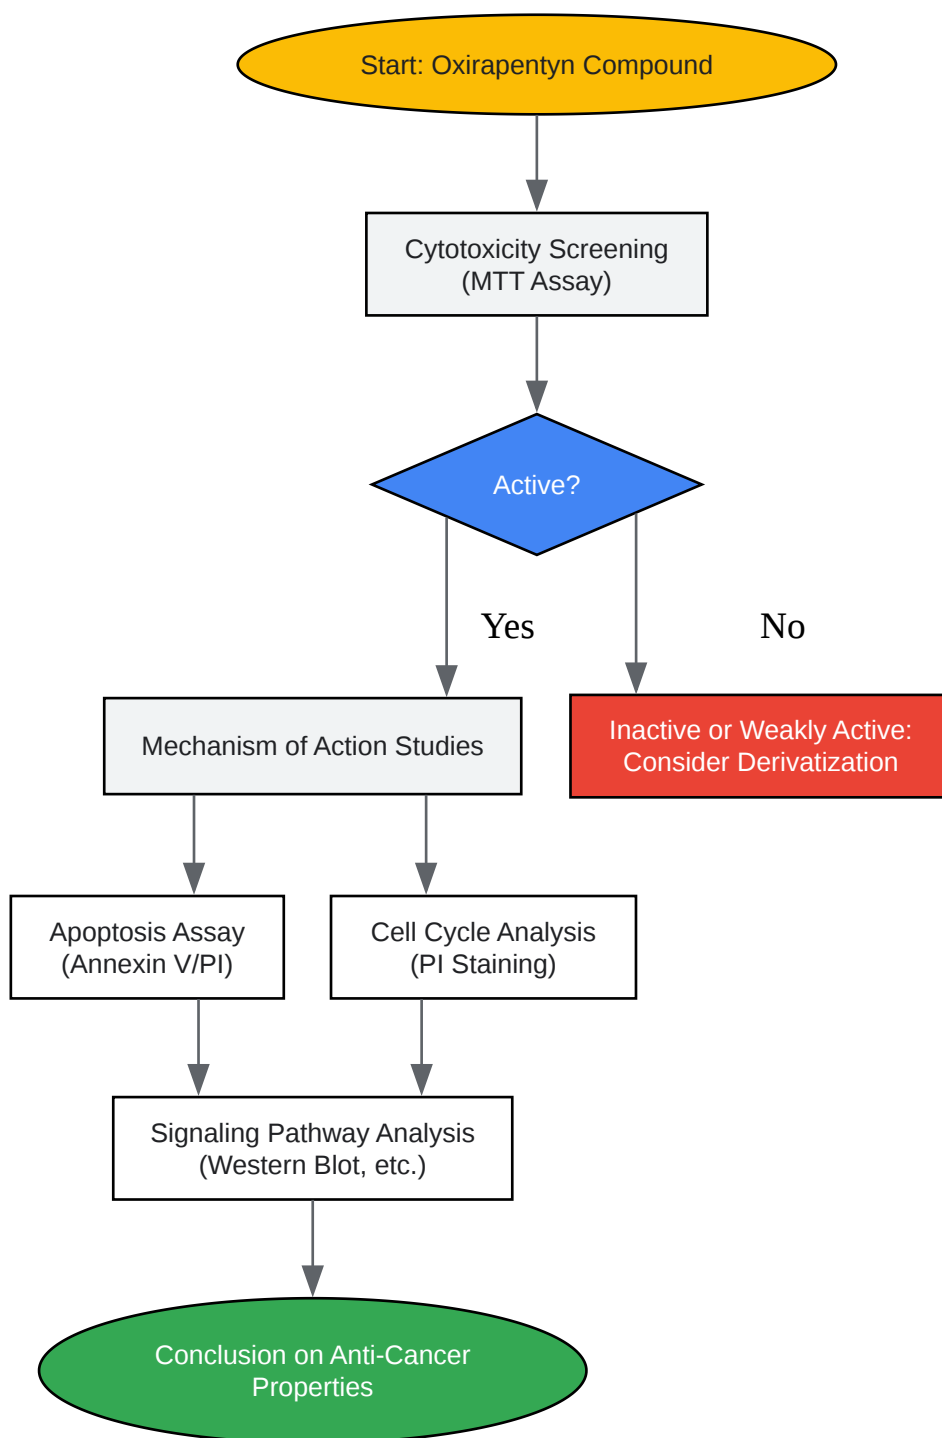 Start: Oxirapentyn Compound
Cytotoxicity Screening
(MTT Assay)
Active?
Yes
No
Mechanism of Action Studies
Inactive or Weakly Active:
Consider Derivatization
Apoptosis Assay
(Annexin V/PI)
Cell Cycle Analysis
(PI Staining)
Signaling Pathway Analysis
(Western Blot, etc.)
Conclusion on Anti-Cancer
Properties